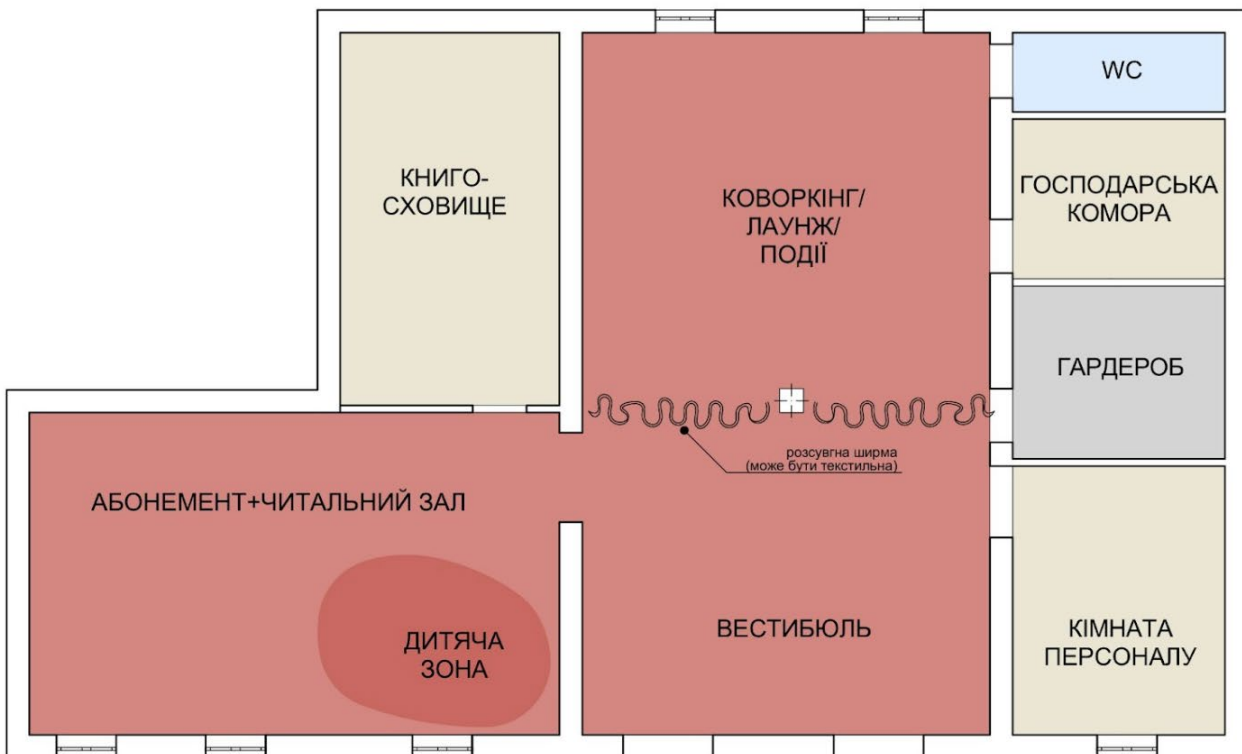 WC
КНИГО-
СХОВИЩЕ
КОВОРКІНГ/
ЛАУНЖ/
ПОДІЇ
ГОСПОДАРСЬКА
КОМОРА
ГАРДЕРОБ
розсувгна ширма
(може бути текстильна)
АБОНЕМЕНТ+ЧИТАЛЬНИЙ ЗАЛ
ДИТЯЧА
ЗОНА
ВЕСТИБЮЛЬ
КІМНАТА
ПЕРСОНАЛУ